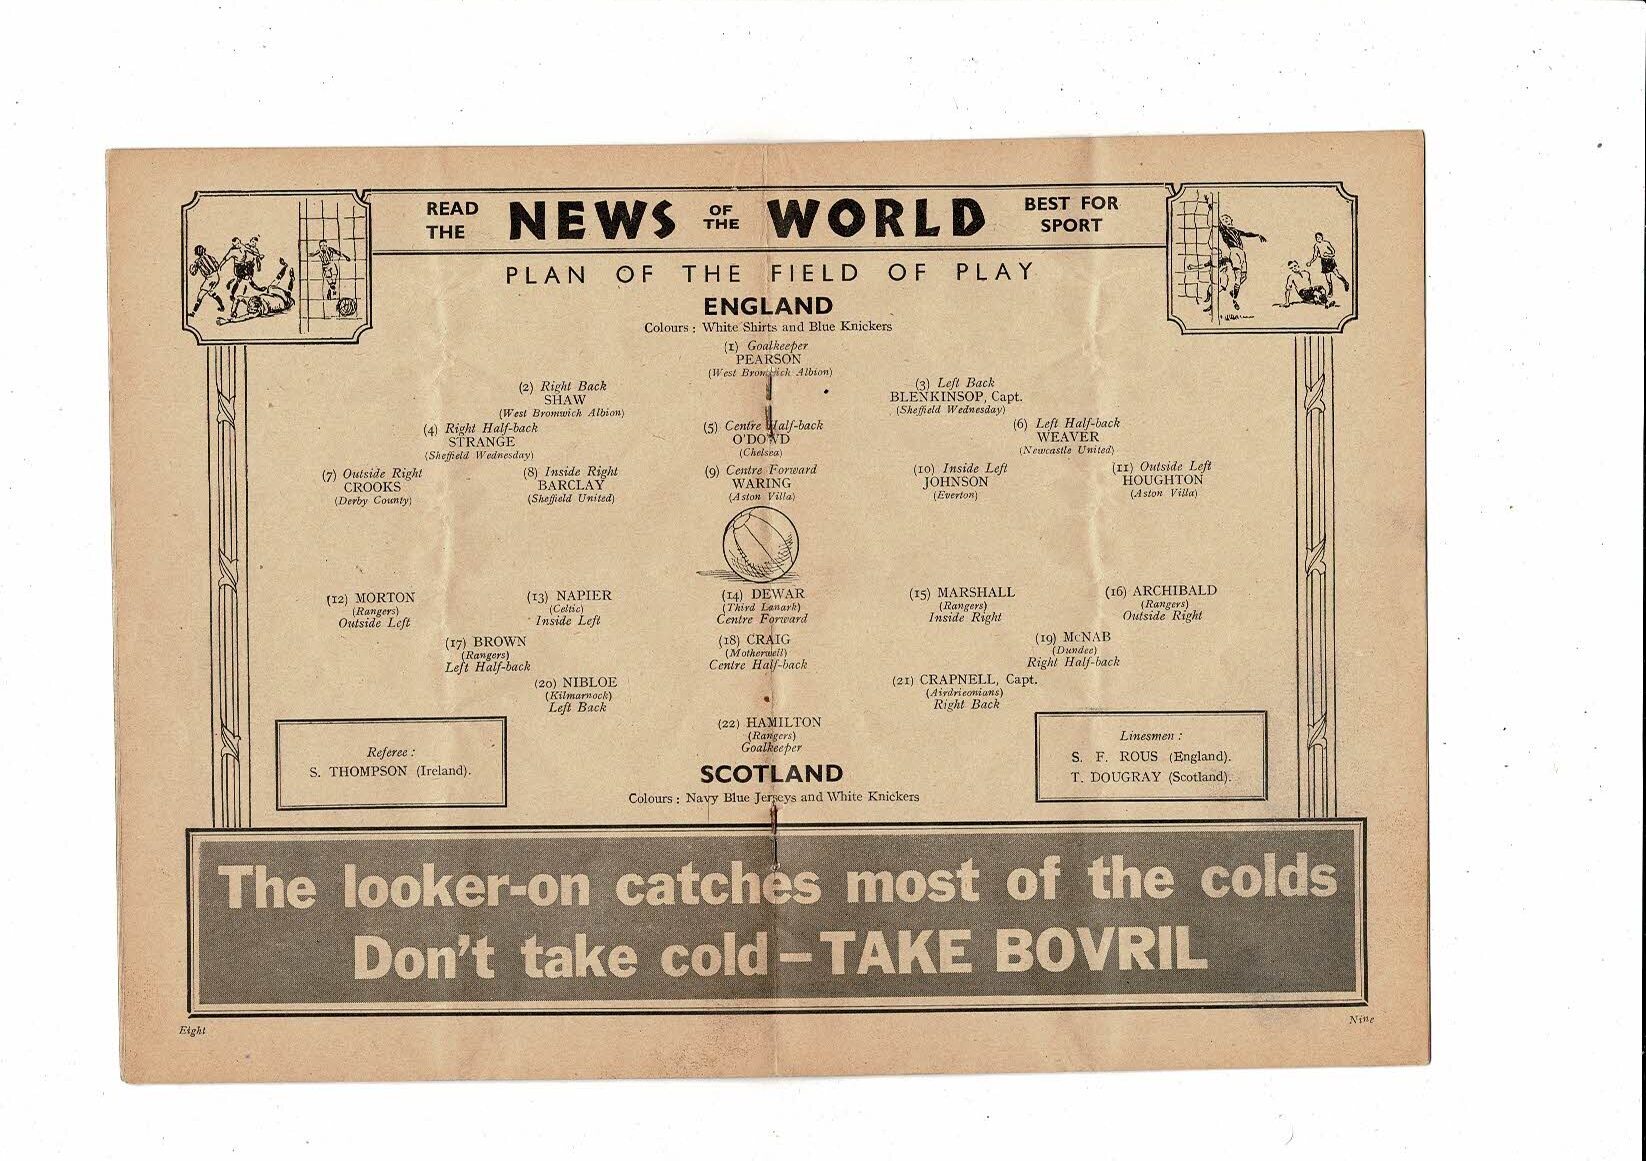 READ THE NEWS OF THE WORLD BEST FOR SPORT
PLAN OF THE FIELD OF PLAY
ENGLAND
Colours : White Shirts and Blue Knickers
(1) Goalkeeper
PEARSON
(West Bromwich Albion)
(2) Right Back
SHAW
(West Bromwich Albion)
(3) Left Back
BLENKINSOP, Capt.
(Sheffield Wednesday)
(4) Right Half-back
STRANGE
(Sheffield Wednesday)
(5) Centre Half-back
O'DOWD
(Chelsea)
(6) Left Half-back
WEAVER
(Newcastle United)
(7) Outside Right
CROOKS
(Derby County)
(8) Inside Right
BARCLAY
(Sheffield United)
(9) Centre Forward
WARING
(Aston Villa)
(10) Inside Left
JOHNSON
(Everton)
(11) Outside Left
HOUGHTON
(Aston Villa)
(12) MORTON
(Rangers)
Outside Left
(13) NAPIER
(Celtic)
Inside Left
(14) DEWAR
(Third Lanark)
Centre Forward
(15) MARSHALL
(Rangers)
Inside Right
(16) ARCHIBALD
(Rangers)
Outside Right
(17) BROWN
(Rangers)
Left Half-back
(18) CRAIG
(Motherwell)
Centre Half-back
(19) McNAB
(Dundee)
Right Half-back
(20) NIBLOE
(Kilmarnock)
Left Back
(21) CRAPNELL, Capt.
(Airdrieonians)
Right Back
(22) HAMILTON
(Rangers)
Goalkeeper
Referee :
S. THOMPSON (Ireland).
Linesmen :
S. F. ROUS (England).
T. DOUGRAY (Scotland).
SCOTLAND
Colours : Navy Blue Jerseys and White Knickers
The looker-on catches most of the colds
Don't take cold – TAKE BOVRIL
Eight
Nine